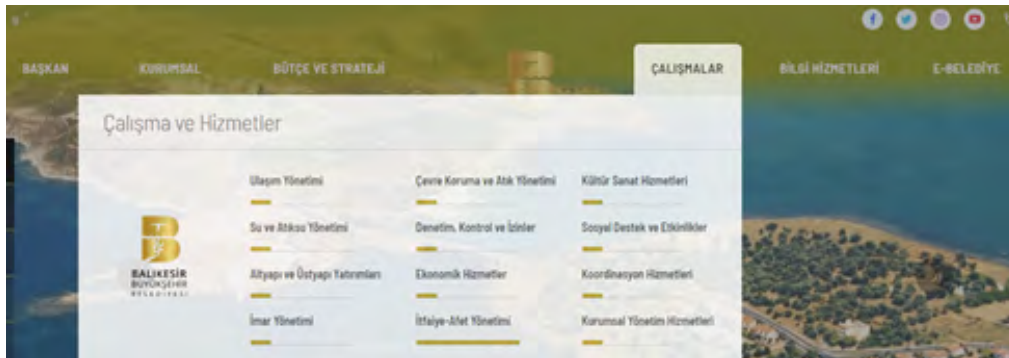 BAŞKAN KURUMSAL BÜTÇE VE STRATEJİ ÇALIŞMALAR BİLGİ HİZMETLERİ E-BELEDİYE
Çalışma ve Hizmetler
Ulaşım Yönetimi Çevre Koruma ve Atık Yönetimi Kültür Sanat Hizmetleri
Su ve Atıksu Yönetimi Denetim, Kontrol ve İzinler Sosyal Destek ve Etkinlikler
Altyapı ve Üstyapı Yatırımları Ekonomik Hizmetler Koordinasyon Hizmetleri
İmar Yönetimi İtfaiye-Afet Yönetimi Kurumsal Yönetim Hizmetleri
BALIKESİR
BÜYÜKŞEHİR
BELEDİYESİ